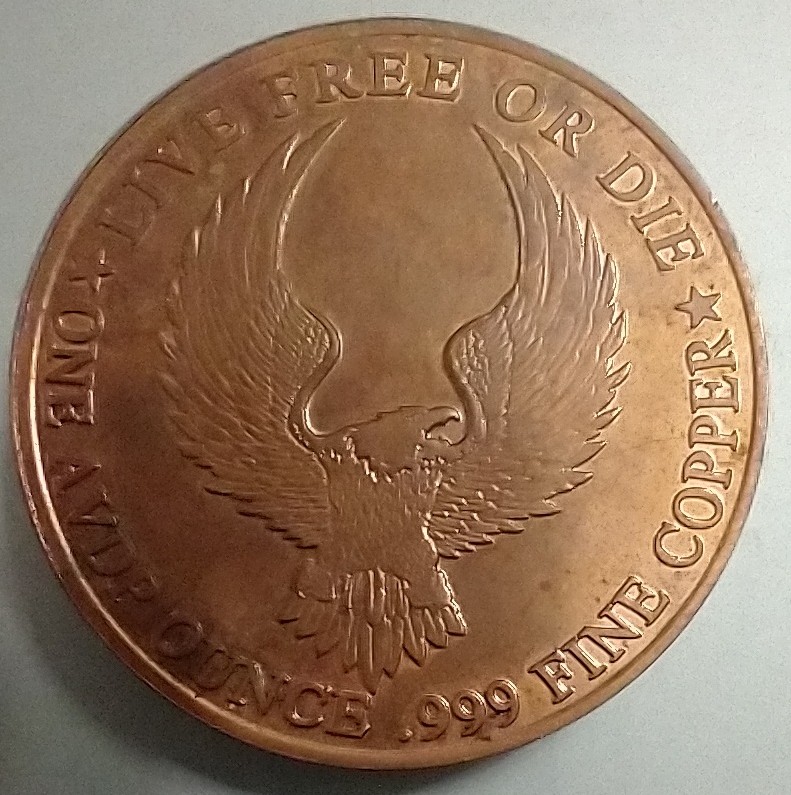 LIVE FREE OR DIE
ONE AVDP OUNCE .999 FINE COPPER